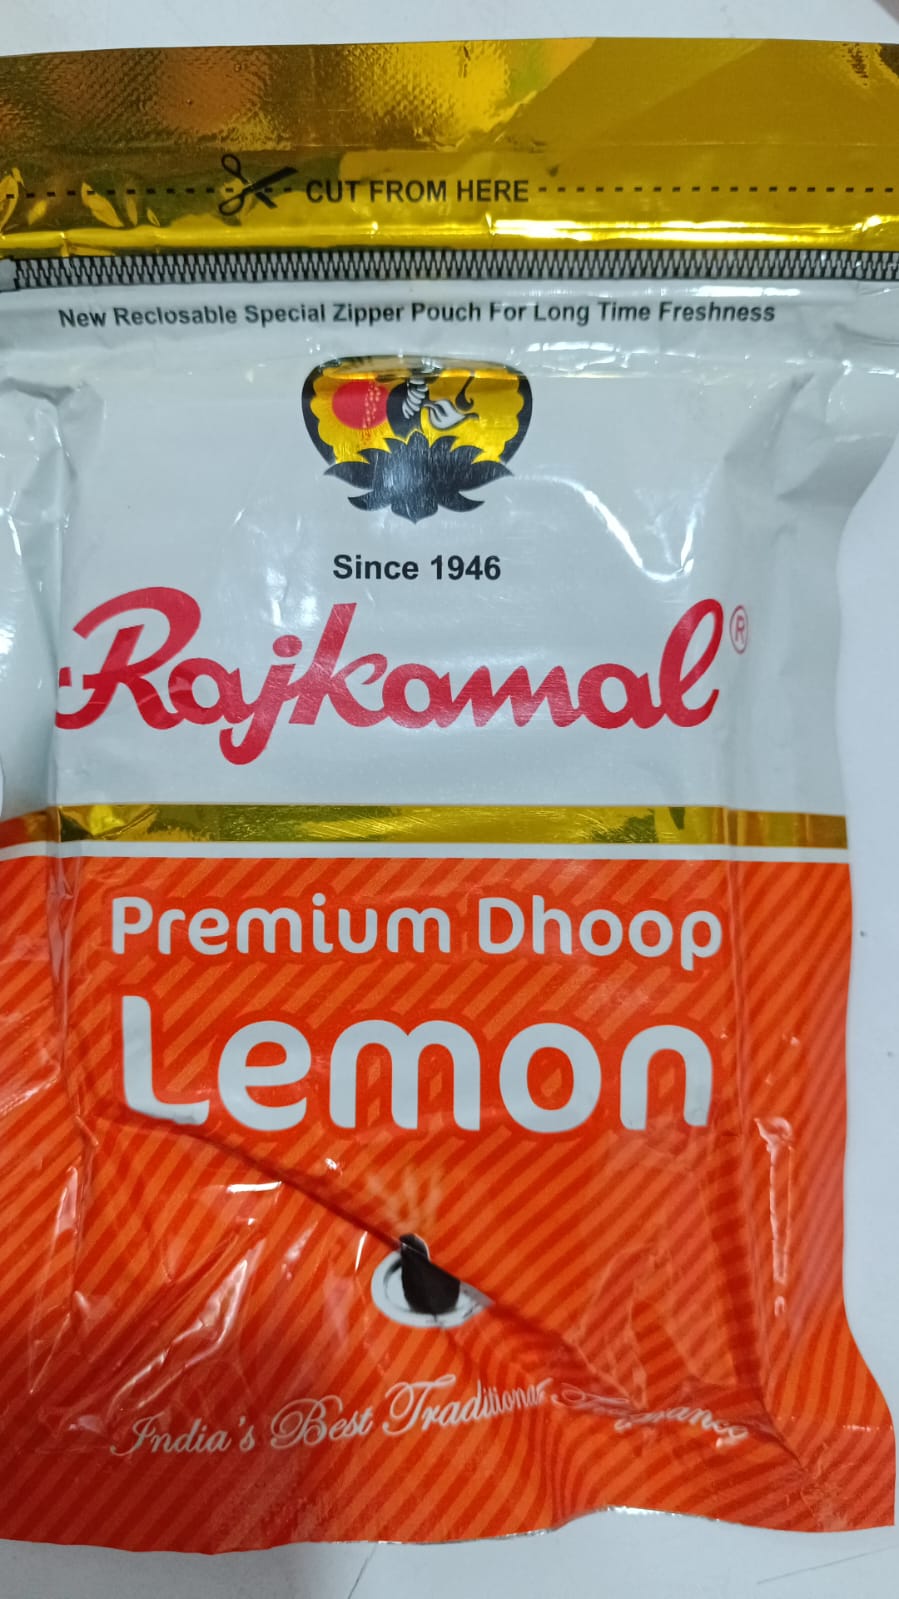 CUT FROM HERE
New Reclosable Special Zipper Pouch For Long Time Freshness
Since 1946
Rajkamal®
Premium Dhoop
Lemon
India's Best Traditional